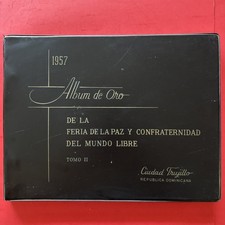 1957
Album de Oro
DE LA
FERIA DE LA PAZ Y CONFRATERNIDAD
DEL MUNDO LIBRE
TOMO II
Ciudad Trujillo
REPUBLICA DOMINICANA